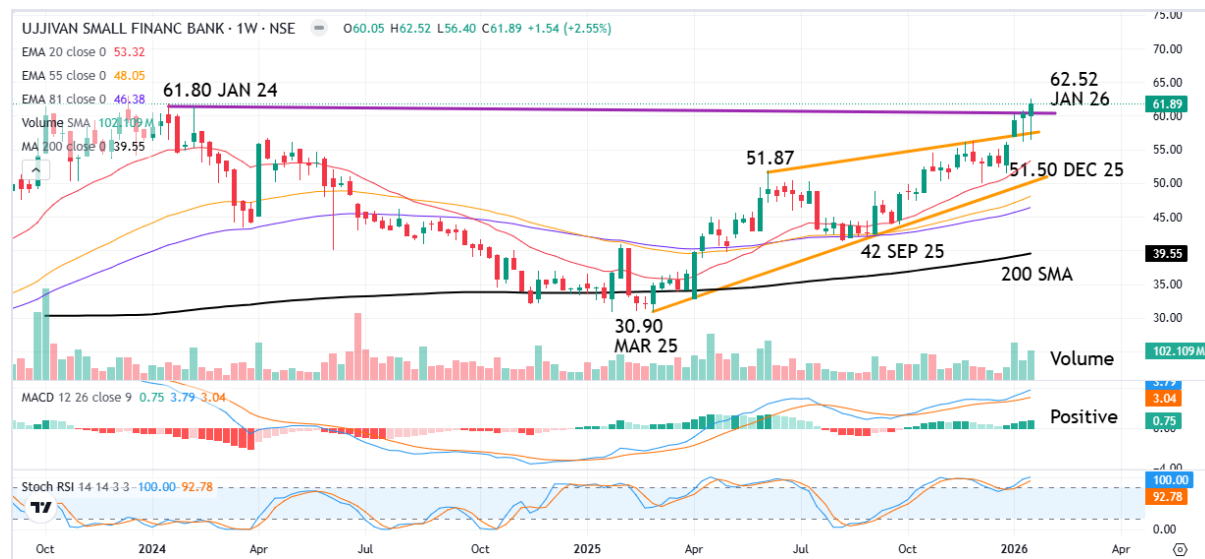 UJJIVAN SMALL FINANC BANK · 1W · NSE O60.05 H62.52 L56.40 C61.89 +1.54 (+2.55%)
EMA 20 close 0 53.32
EMA 55 close 0 48.05
EMA 81 close 0 46.38
Volume SMA 102.109M
MA 200 close 0 39.55
61.80 JAN 24
62.52
JAN 26
51.87
51.50 DEC 25
42 SEP 25
200 SMA
30.90
MAR 25
Volume
75.00
70.00
65.00
61.89
60.00
55.00
50.00
45.00
39.55
35.00
30.00
102.109M
MACD 12 26 close 9 0.75 3.79 3.04
Positive
3.79
3.04
0.75
0.00
-4.00
Stoch RSI 14 14 3 3 100.00 92.78
100.00
92.78
0.00
Oct 2024 Apr Jul Oct 2025 Apr Jul Oct 2026 Apr